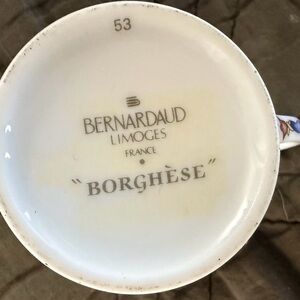 53
BERNARDAUD
LIMOGES
FRANCE
"BORGHÈSE"